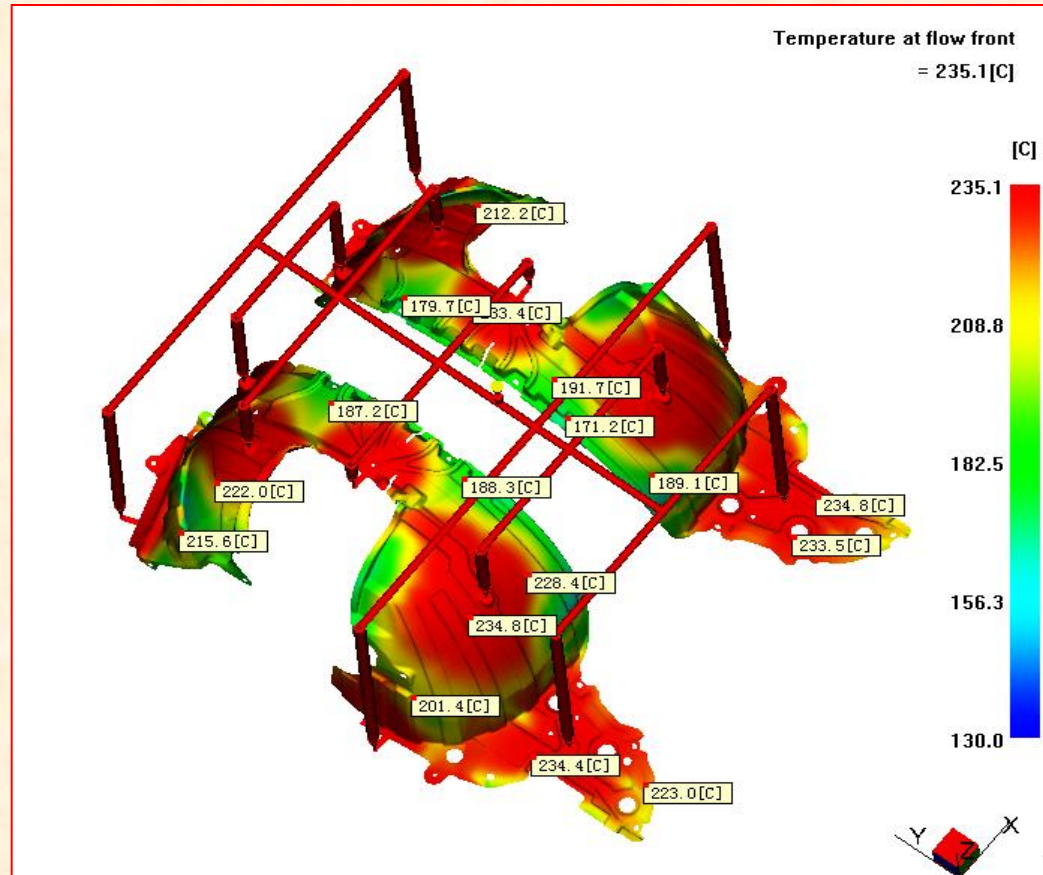 Temperature at flow front
= 235.1[C]
[C]
235.1
208.8
182.5
156.3
130.0
212.2[C]
179.7[C]
233.4[C]
191.7[C]
187.2[C]
171.2[C]
188.3[C]
189.1[C]
222.0[C]
234.8[C]
215.6[C]
233.5[C]
228.4[C]
234.8[C]
201.4[C]
234.4[C]
223.0[C]
Y
Z
X